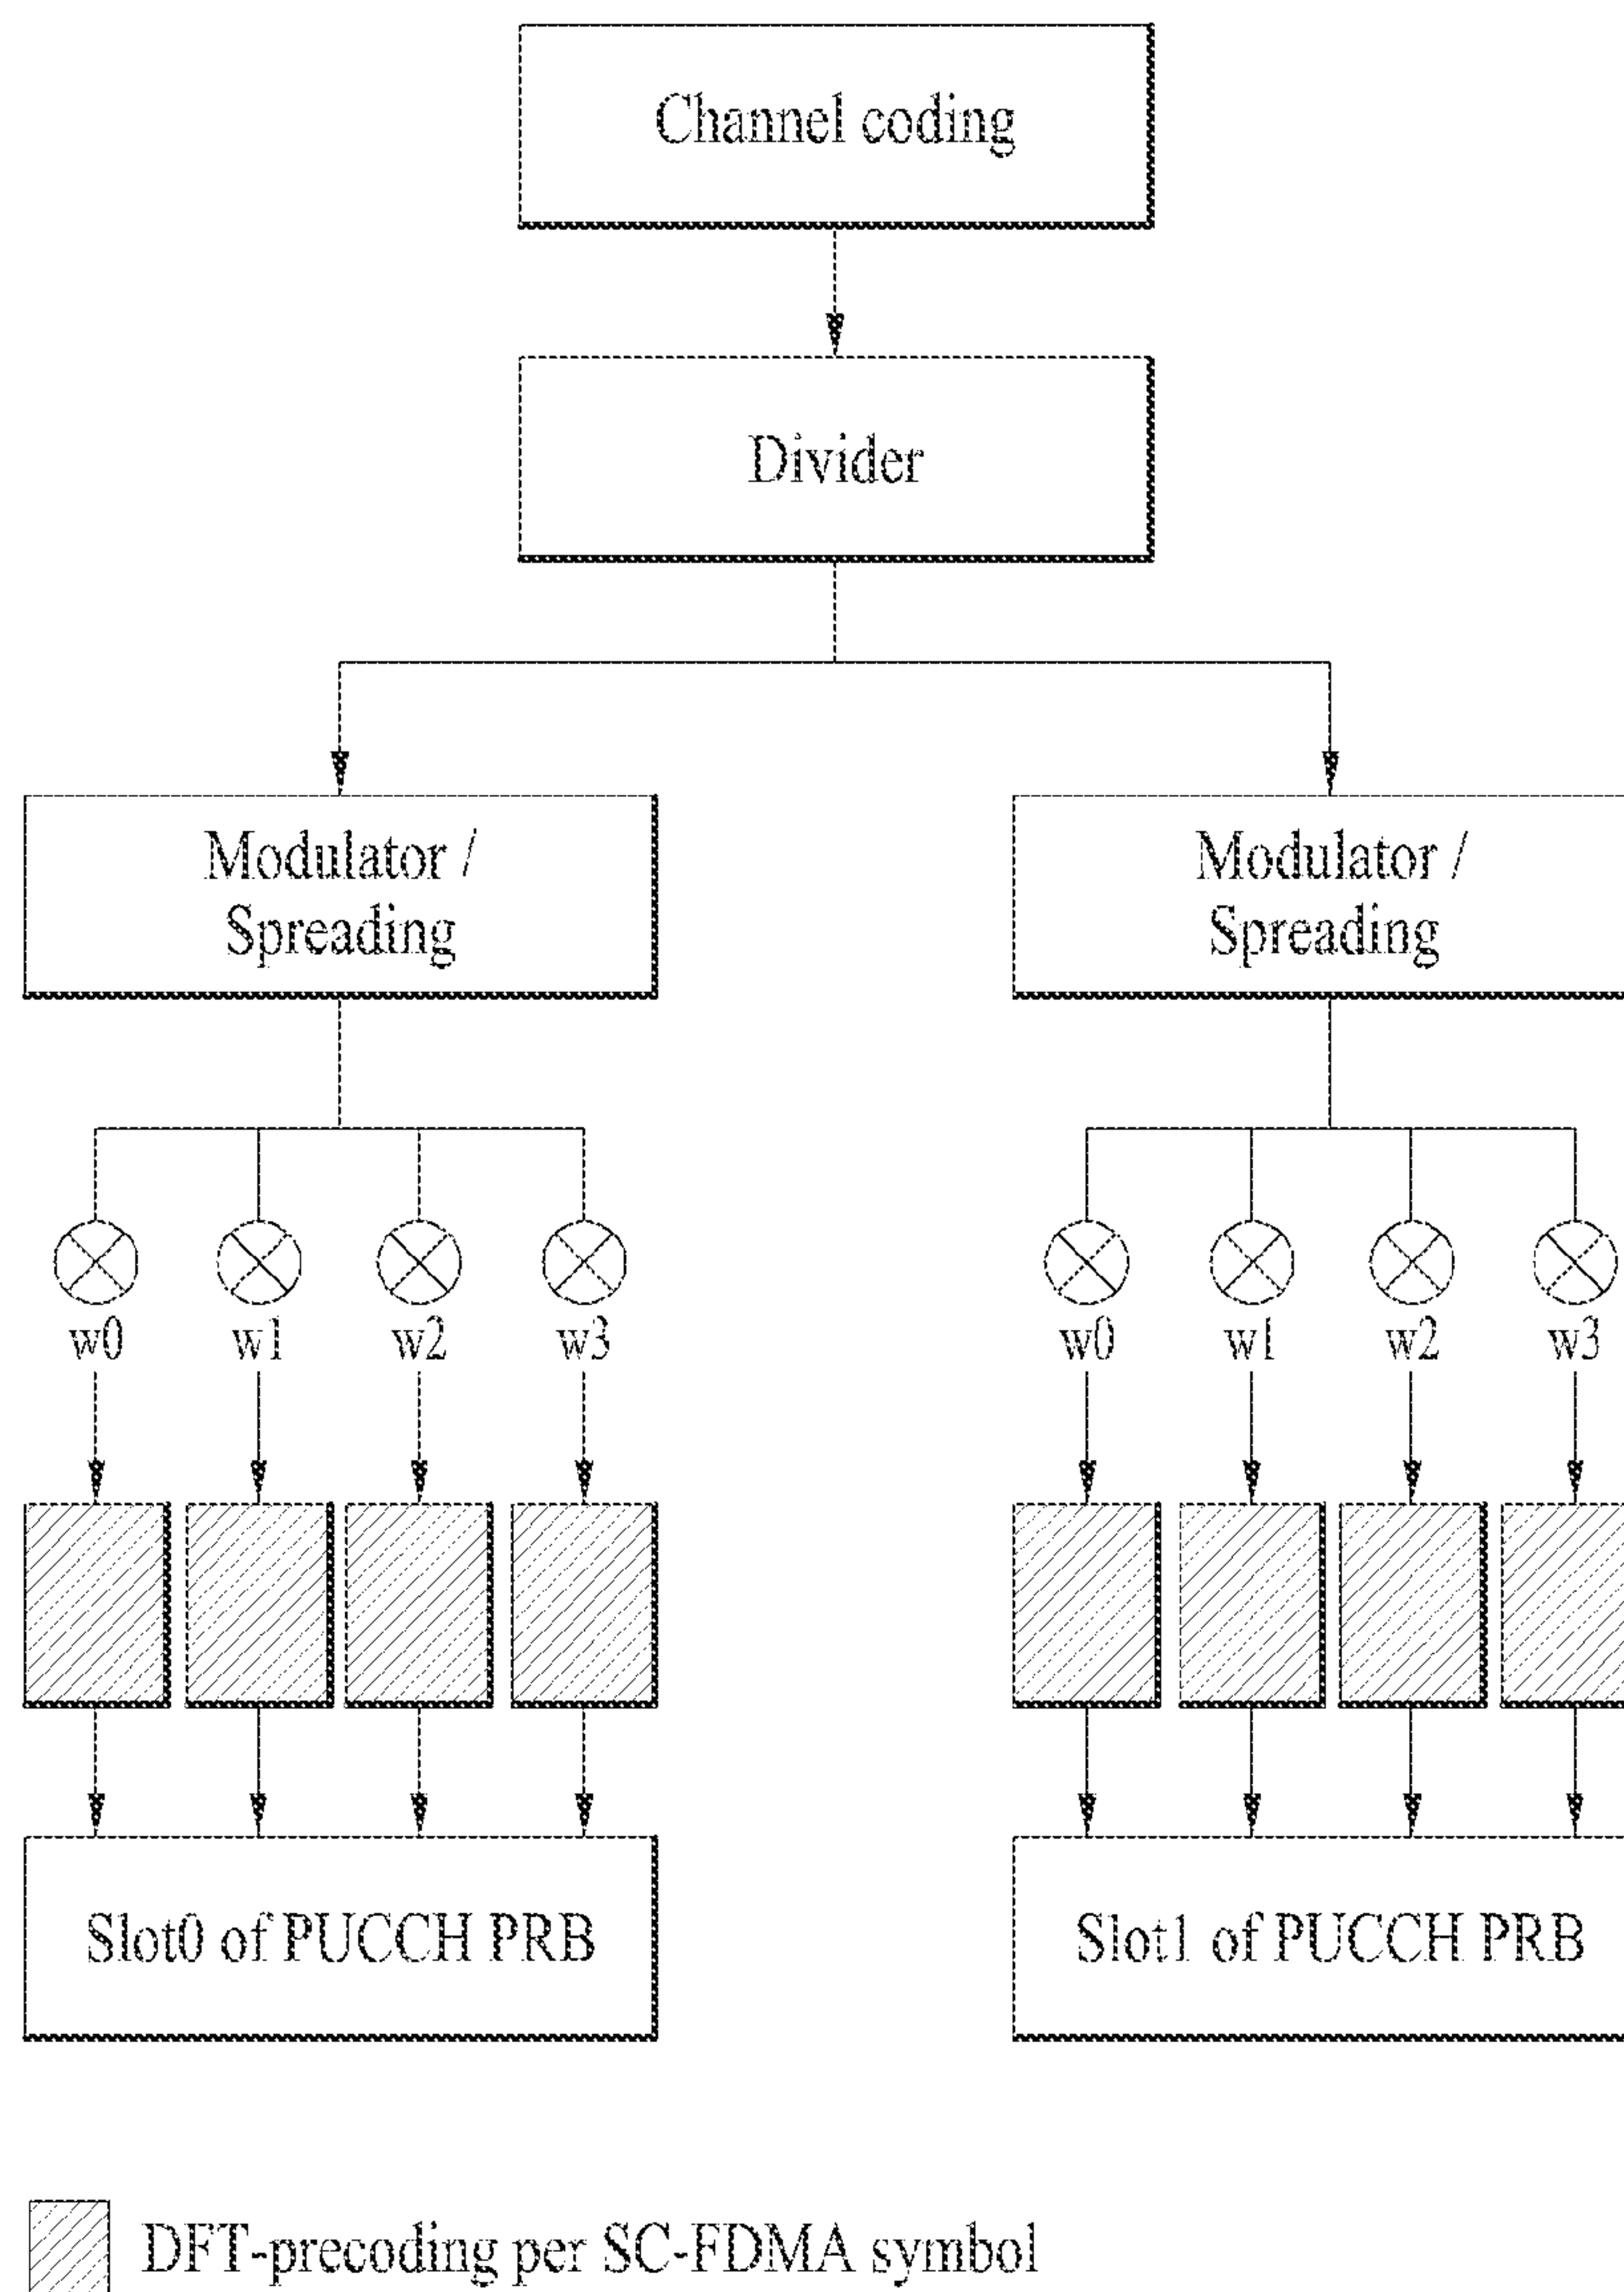 Channel coding
Divider
Modulator /
Spreading
Modulator /
Spreading
w0 w1 w2 w3
w0 w1 w2 w3
Slot0 of PUCCH PRB
Slot1 of PUCCH PRB
DFT-precoding per SC-FDMA symbol